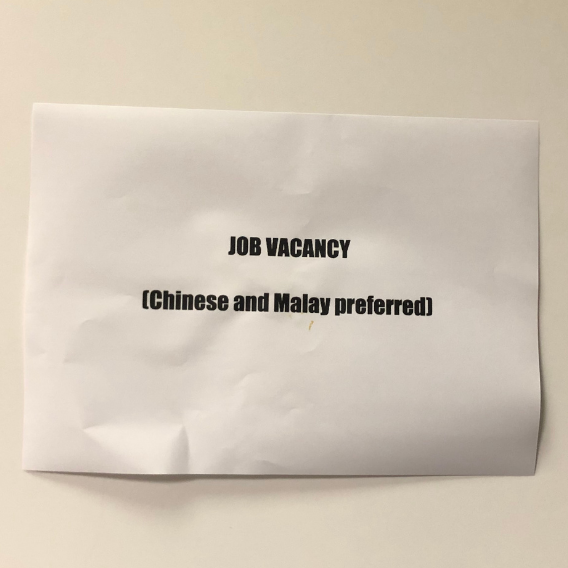 JOB VACANCY
(Chinese and Malay preferred)